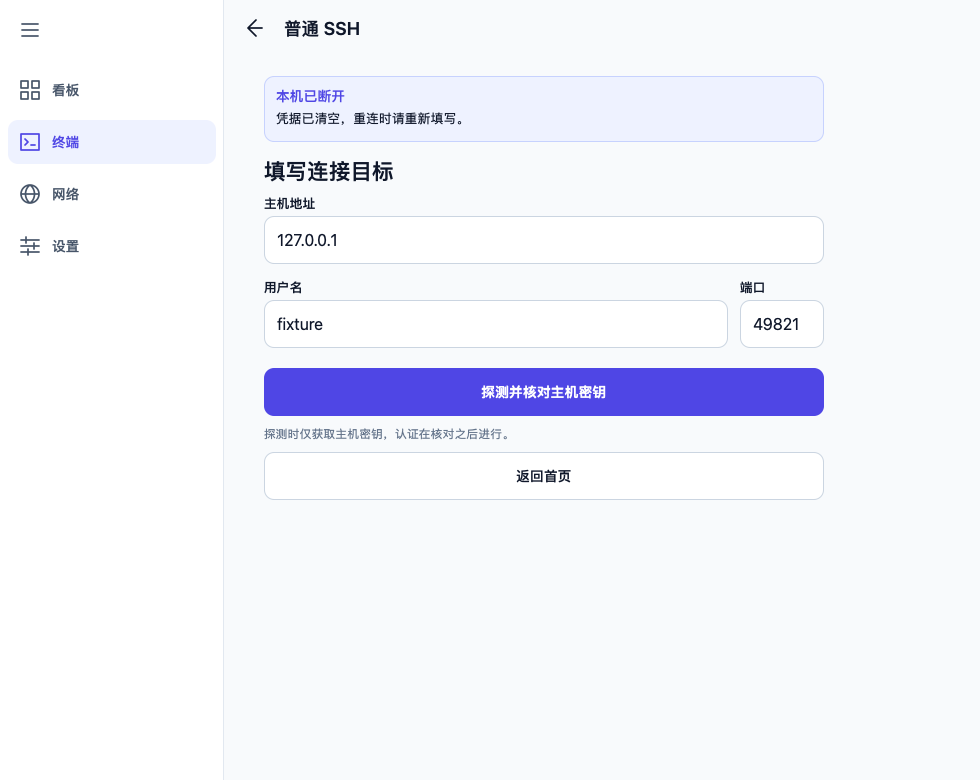 普通 SSH
看板
终端
网络
设置
本机已断开
凭据已清空，重连时请重新填写。
填写连接目标
主机地址
127.0.0.1
用户名
端口
fixture
49821
探测并核对主机密钥
探测时仅获取主机密钥，认证在核对之后进行。
返回首页